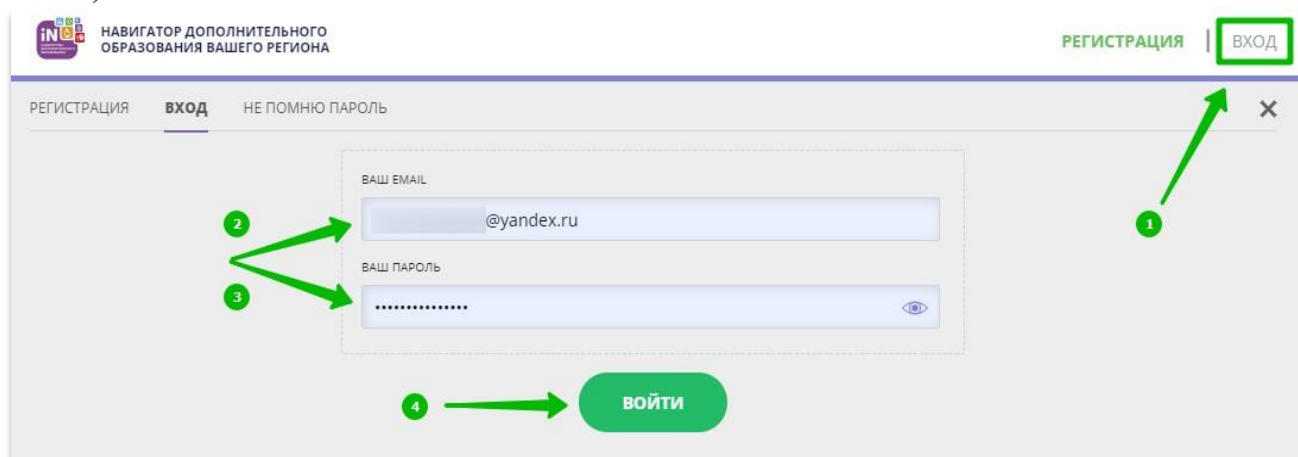 iNO
НАВИГАТОР ДОПОЛНИТЕЛЬНОГО
ОБРАЗОВАНИЯ ВАШЕГО РЕГИОНА
РЕГИСТРАЦИЯ | ВХОД
РЕГИСТРАЦИЯ ВХОД НЕ ПОМНЮ ПАРОЛЬ
1
ВАШ EMAIL
2 @yandex.ru
ВАШ ПАРОЛЬ
3 ...............
4 ВОЙТИ